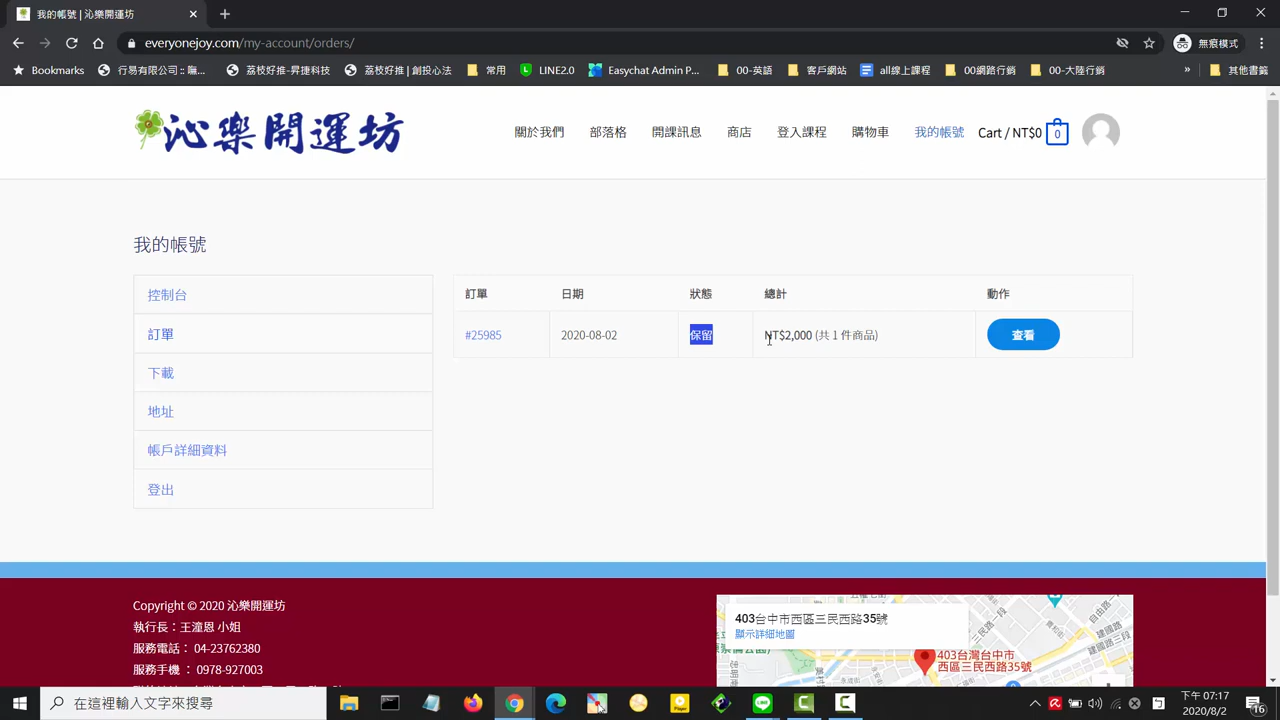 我的帳號 | 沁樂開運坊
everyonejoy.com/my-account/orders/
無痕模式
Bookmarks
行易有限公司 - 瑞...
荔枝好推-昇捷科技
荔枝好推 | 創投心法
常用
LINE2.0
Easychat Admin P...
00-英語
客戶網站
all線上課程
00網路行銷
00-大陸行銷
»
其他書籤
沁樂開運坊
關於我們
部落格
開課訊息
商店
登入課程
購物車
我的帳號
Cart / NT$0
0
我的帳號
控制台
訂單
下載
地址
帳戶詳細資料
登出
訂單 日期 狀態 總計 動作
#25985 2020-08-02 保留 NT$2,000 (共 1 件商品) 查看
Copyright © 2020 沁樂開運坊
執行長：王潼恩 小姐
服務電話： 04-23762380
服務手機 ： 0978-927003
403台中市西區三民西路35號
顯示詳細地圖
403台灣台中市
西區三民西路35號
建國路
在這裡輸入文字來搜尋
下午 07:17
2020/8/2
16